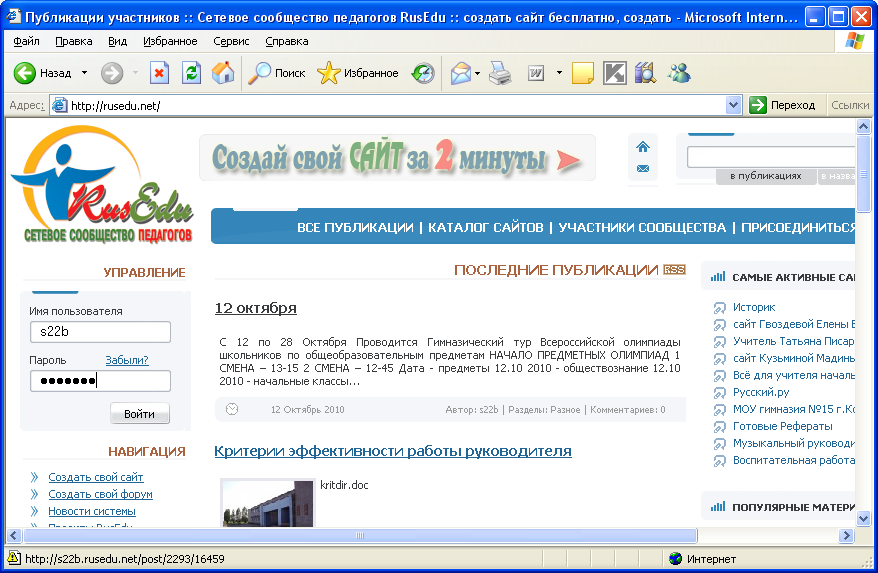 Публикации участников :: Сетевое сообщество педагогов RusEdu :: создать сайт бесплатно, создать - Microsoft Intern...
Файл Правка Вид Избранное Сервис Справка
Назад Поиск Избранное
Адрес: http://rusedu.net/ Переход Ссылки
Создай свой САЙТ за 2 минуты
RusEdu
СЕТЕВОЕ СООБЩЕСТВО ПЕДАГОГОВ
в публикациях в назва
ВСЕ ПУБЛИКАЦИИ | КАТАЛОГ САЙТОВ | УЧАСТНИКИ СООБЩЕСТВА | ПРИСОЕДИНИТЬСЯ
УПРАВЛЕНИЕ
Имя пользователя
s22b
Пароль Забыли?
●●●●●●●
Войти
НАВИГАЦИЯ
Создать свой сайт
Создать свой форум
Новости системы
Проекты RusEdu
ПОСЛЕДНИЕ ПУБЛИКАЦИИ RSS
12 октября
С 12 по 28 Октября Проводится Гимназический тур Всероссийской олимпиады
школьников по общеобразовательным предметам НАЧАЛО ПРЕДМЕТНЫХ ОЛИМПИАД 1
СМЕНА – 13-15 2 СМЕНА – 12-45 Дата - предметы 12.10 2010 - обществознание 12.10
2010 - начальные классы...
12 Октябрь 2010 Автор: s22b | Разделы: Разное | Комментариев: 0
Критерии эффективности работы руководителя
kritdir.doc
САМЫЕ АКТИВНЫЕ САЙ
Историк
сайт Гвоздевой Елены В
Учитель Татьяна Писар
сайт Кузьминой Мадинь
Всё для учителя началь
Русский.ру
МОУ гимназия №15 г.Ко
Готовые Рефераты
Музыкальный руководи
Воспитательная работа
ПОПУЛЯРНЫЕ МАТЕРИ
http://s22b.rusedu.net/post/2293/16459 Интернет